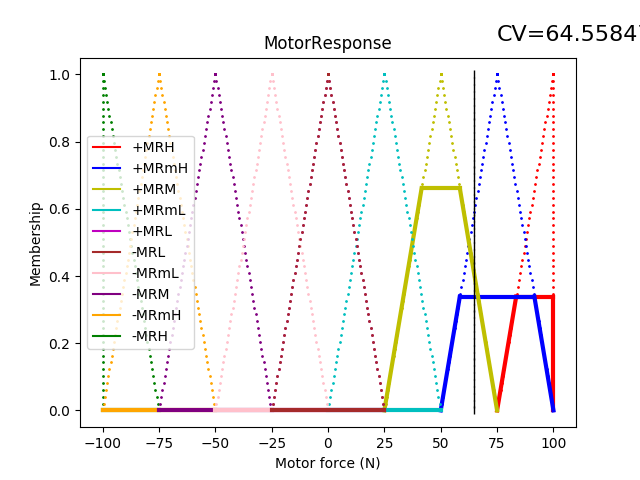 CV=64.5584
MotorResponse
1.0
0.8
0.6
0.4
0.2
0.0
Membership
+MRH
+MRmH
+MRM
+MRmL
+MRL
-MRL
-MRmL
-MRM
-MRmH
-MRH
−100 −75 −50 −25 0 25 50 75 100
Motor force (N)